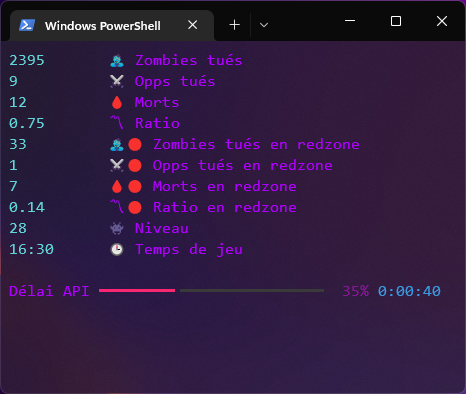 Windows PowerShell
2395 🧟 Zombies tués
9 ⚔️ Opps tués
12 🩸 Morts
0.75 〽️ Ratio
33 🧟🔴 Zombies tués en redzone
1 ⚔️🔴 Opps tués en redzone
7 🩸🔴 Morts en redzone
0.14 〽️🔴 Ratio en redzone
28 👾 Niveau
16:30 🕒 Temps de jeu
Délai API 35% 0:00:40